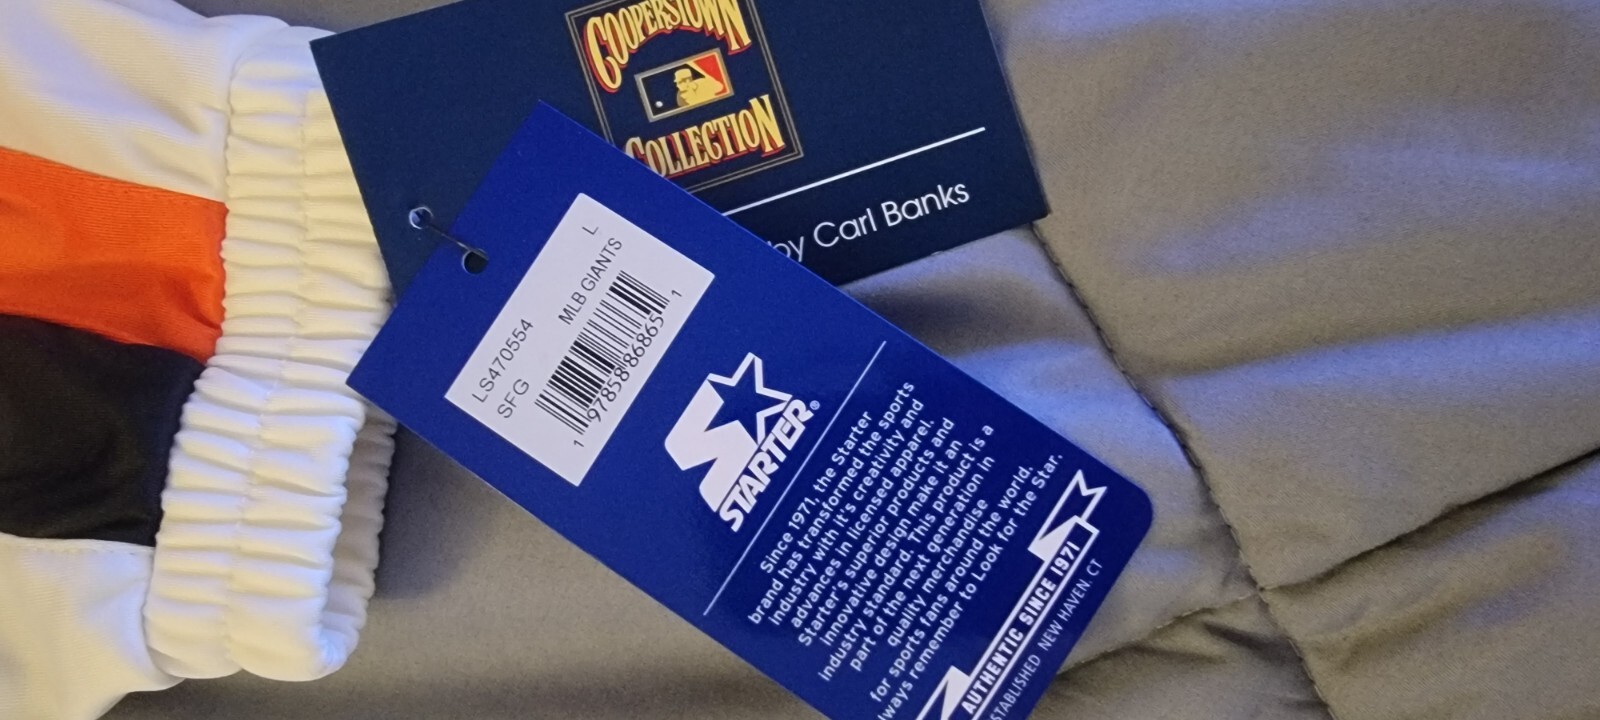 COOPERSTOWN
COLLECTION
by Carl Banks
L
LS470554
SFG
MLB GIANTS
1 97858 86865 1
STARTER®
Since 1971, the Starter
brand has transformed the sports
industry with it's creativity and
advances in licensed apparel.
Starter's superior products and
innovative design make it an
industry standard. This product is a
part of the next generation in
quality merchandise
for sports fans around the world.
lways remember to Look for the Star.
AUTHENTIC SINCE 1971
ESTABLISHED NEW HAVEN, CT